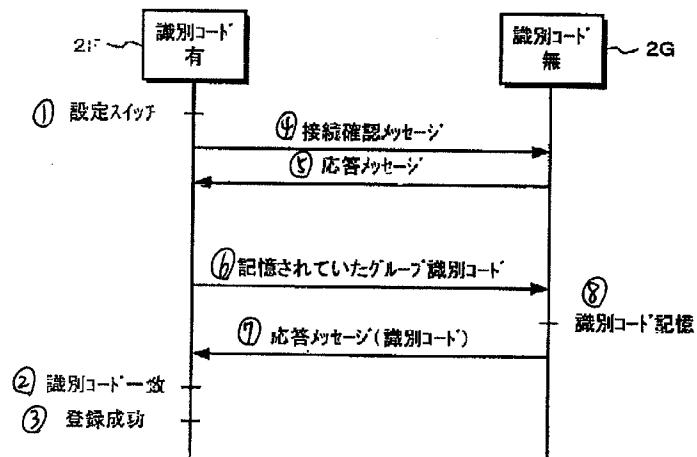 識別コード
有
2F
識別コード
無
2G
① 設定スイッチ
④ 接続確認メッセージ
⑤ 応答メッセージ
⑥ 記憶されていたグループ識別コード
⑧
識別コード記憶
⑦ 応答メッセージ(識別コード)
② 識別コード一致
③ 登録成功